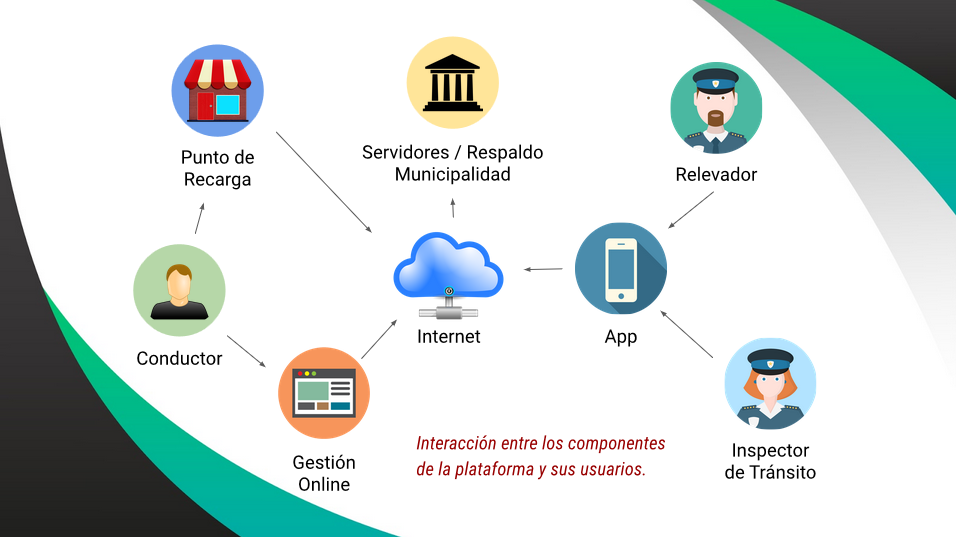 Punto de
Recarga
Servidores / Respaldo
Municipalidad
Relevador
Conductor
Internet
App
Gestión
Online
Interacción entre los componentes
de la plataforma y sus usuarios.
Inspector
de Tránsito